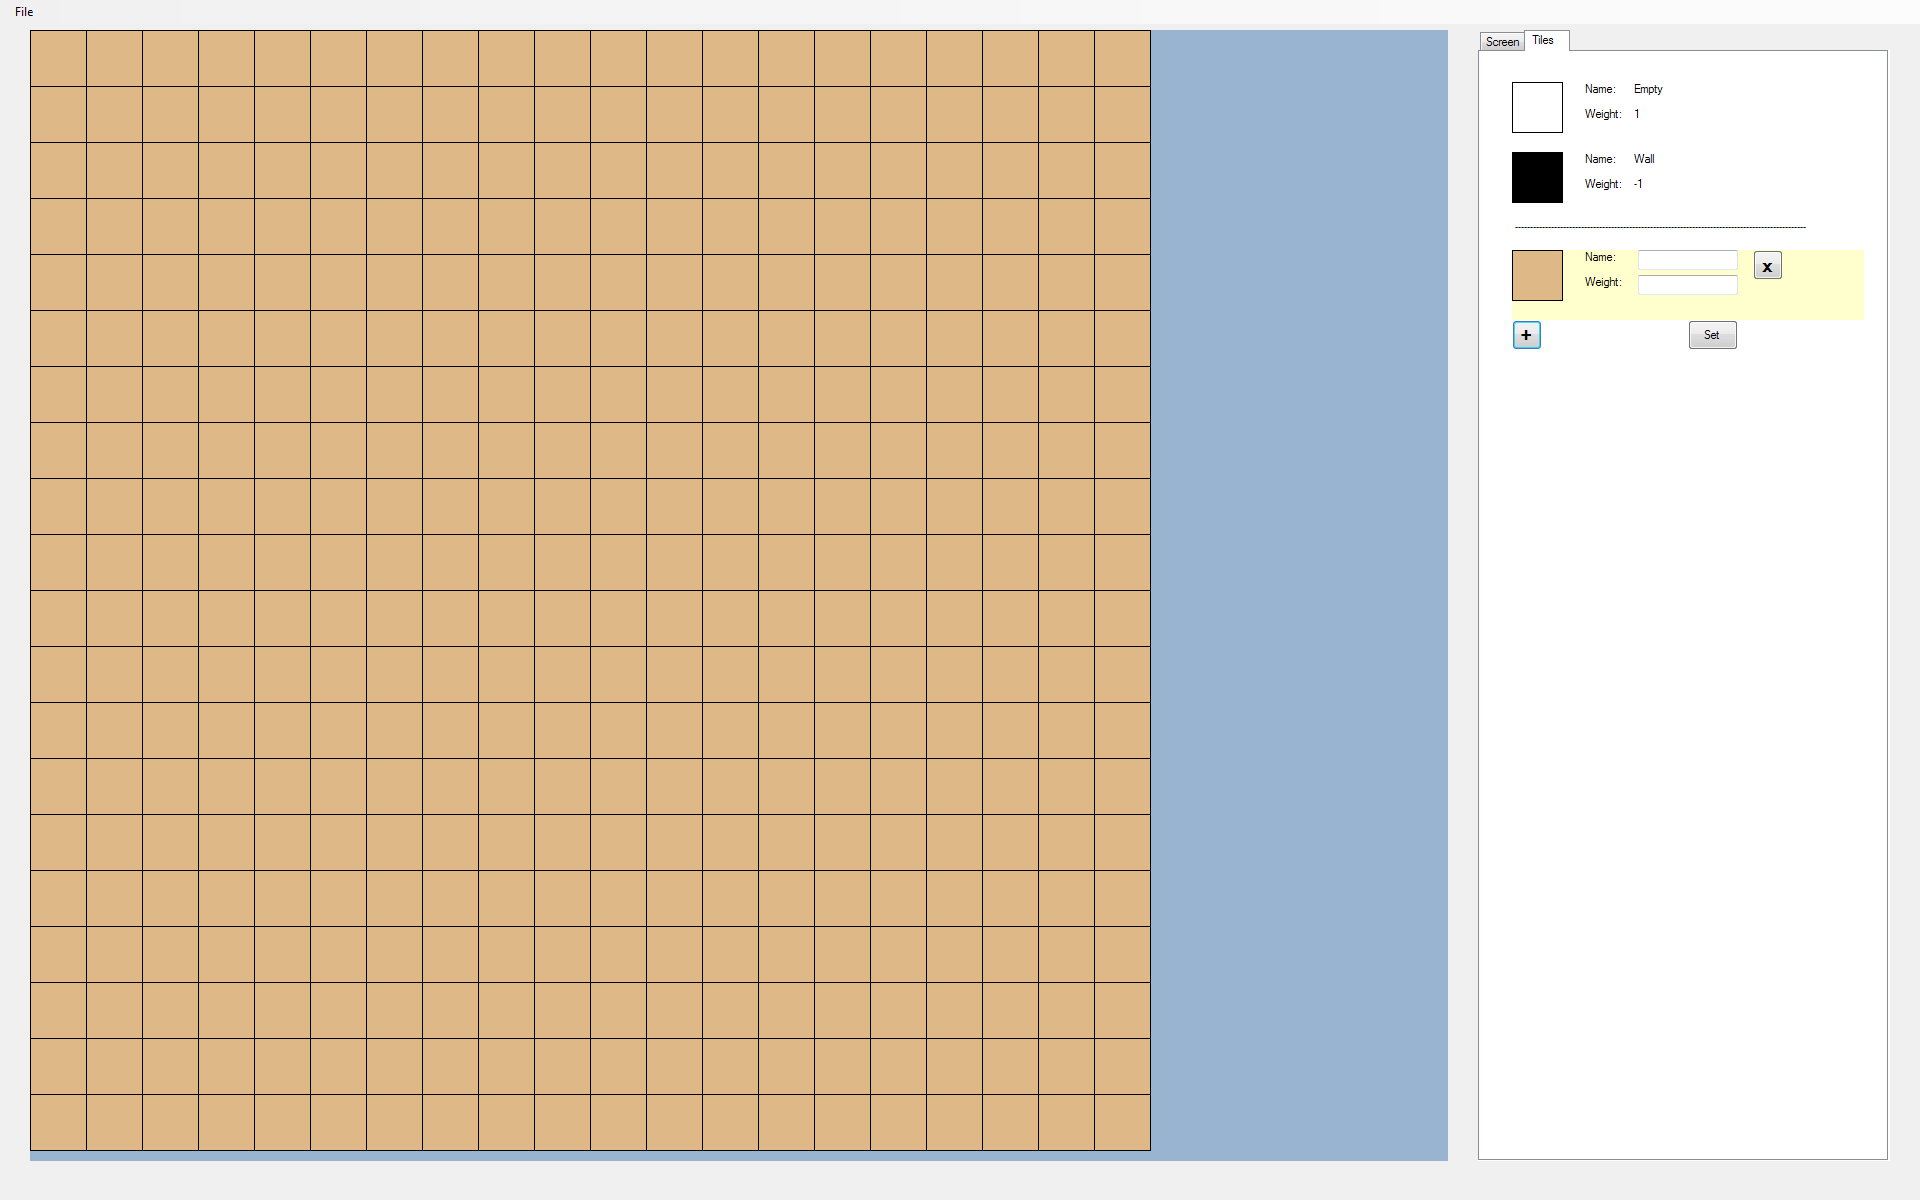 File
Screen Tiles
Name: Empty
Weight: 1
Name: Wall
Weight: -1
Name:
x
Weight:
+ Set